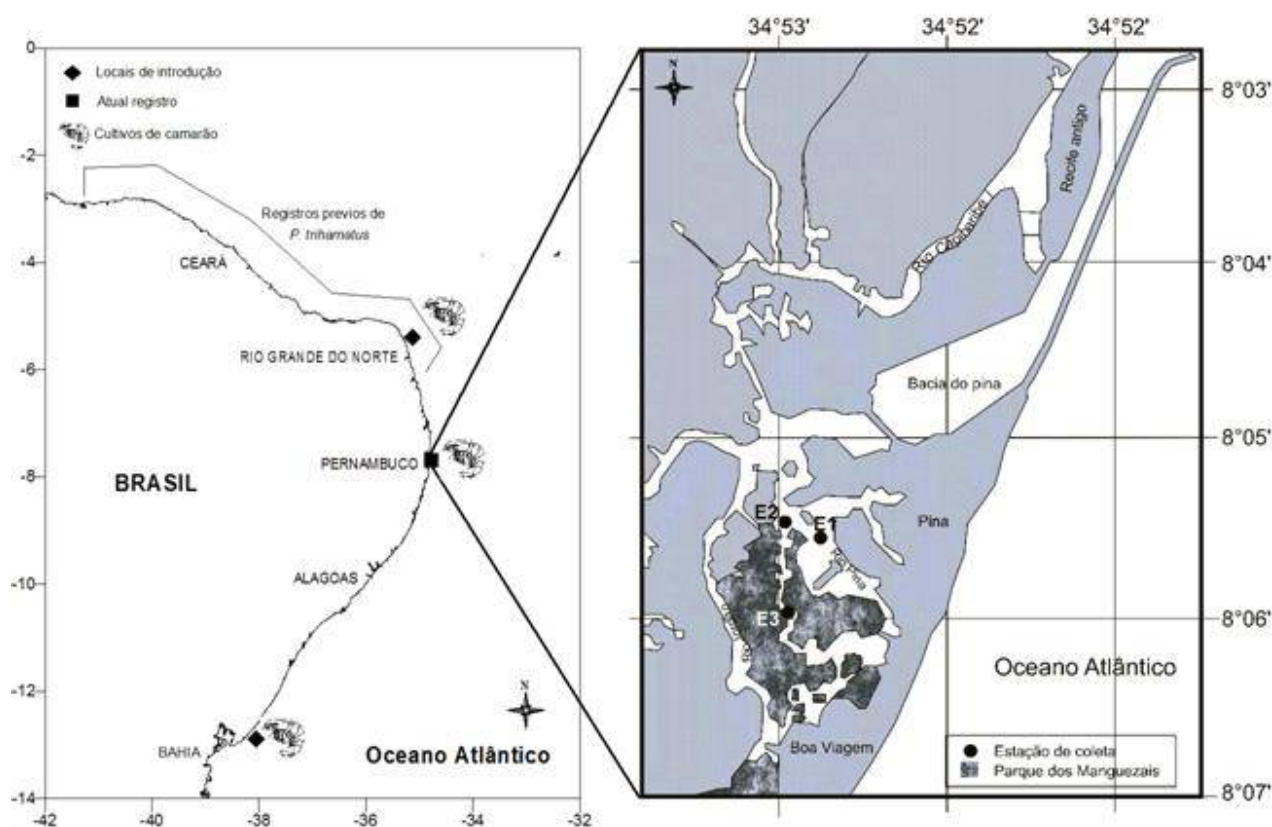 0
-2
-4
-6
-8
-10
-12
-14
-42
-40
-38
-36
-34
-32
Locais de introdução
Atual registro
Cultivos de camarão
Registros previos de
P. trihamatus
CEARÁ
RIO GRANDE DO NORTE
BRASIL
PERNAMBUCO
ALAGOAS
N
BAHIA
Oceano Atlântico
34°53'
34°52'
34°52'
N
8°03'
8°04'
8°05'
8°06'
8°07'
Recife antigo
Rio Capibaribe
Bacia do pina
E2
E1
Pina
Rio Pina
E3
Oceano Atlântico
Boa Viagem
Estação de coleta
Parque dos Manguezais